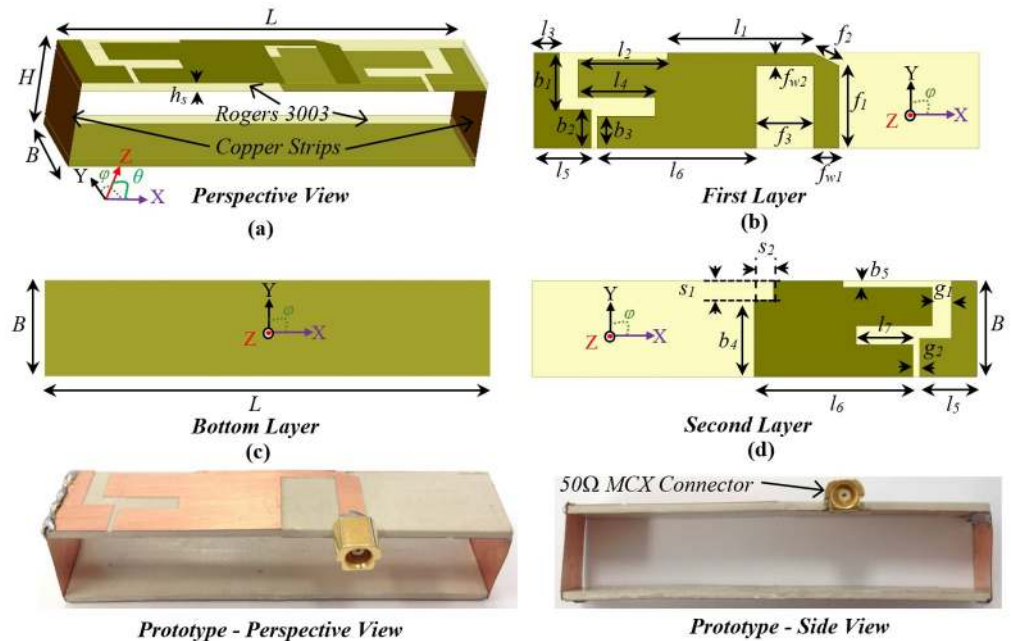 L
H
h_s
B
Rogers 3003
Copper Strips
Z
Y
φ
θ
X
Perspective View
(a)
l_3
l_2
l_1
f_2
b_1
l_4
f_w2
f_1
b_2
b_3
f_3
l_5
l_6
f_w1
Y
φ
Z
X
First Layer
(b)
B
Y
φ
Z
X
L
Bottom Layer
(c)
s_2
s_1
b_5
g_1
Y
φ
Z
X
b_4
l_7
g_2
B
l_6
l_5
Second Layer
(d)
Prototype - Perspective View
50Ω MCX Connector
Prototype - Side View